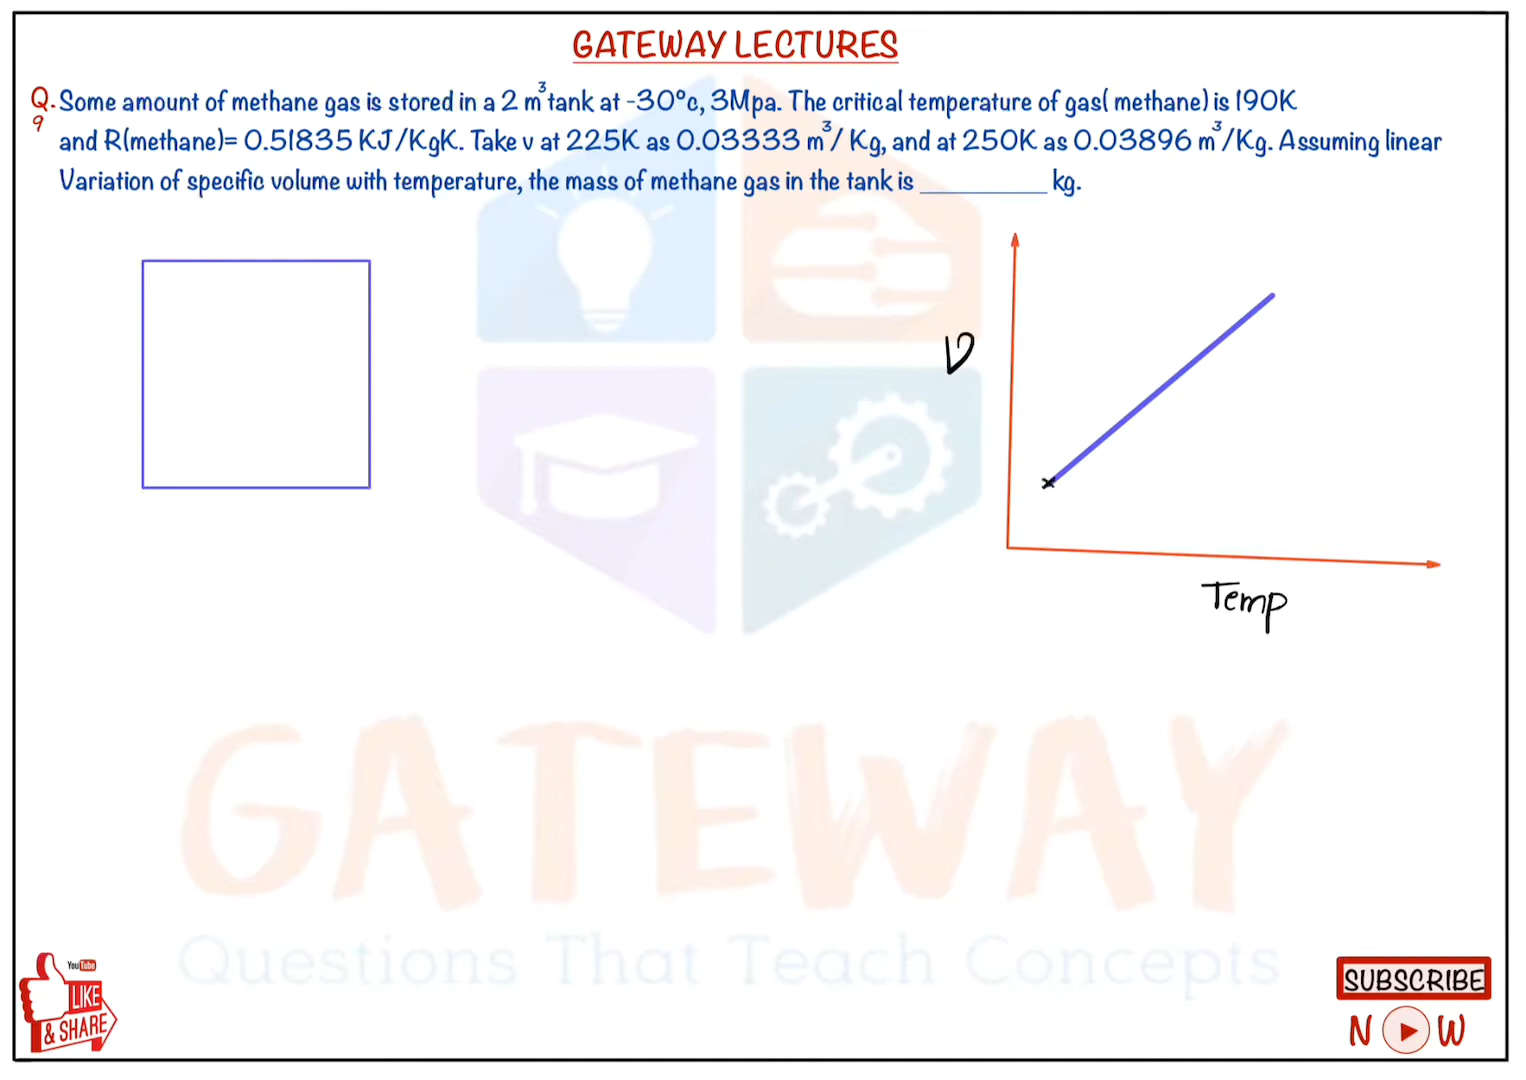 GATEWAY LECTURES
Q. Some amount of methane gas is stored in a 2 m³ tank at -30°c, 3Mpa. The critical temperature of gas( methane) is 190K
9
and R(methane)= 0.51835 KJ/KgK. Take v at 225K as 0.03333 m³/ Kg, and at 250K as 0.03896 m³/Kg. Assuming linear
Variation of specific volume with temperature, the mass of methane gas in the tank is __________ kg.
V
Temp
GATEWAY
Questions That Teach Concepts
YouTube
LIKE
& SHARE
SUBSCRIBE
N W